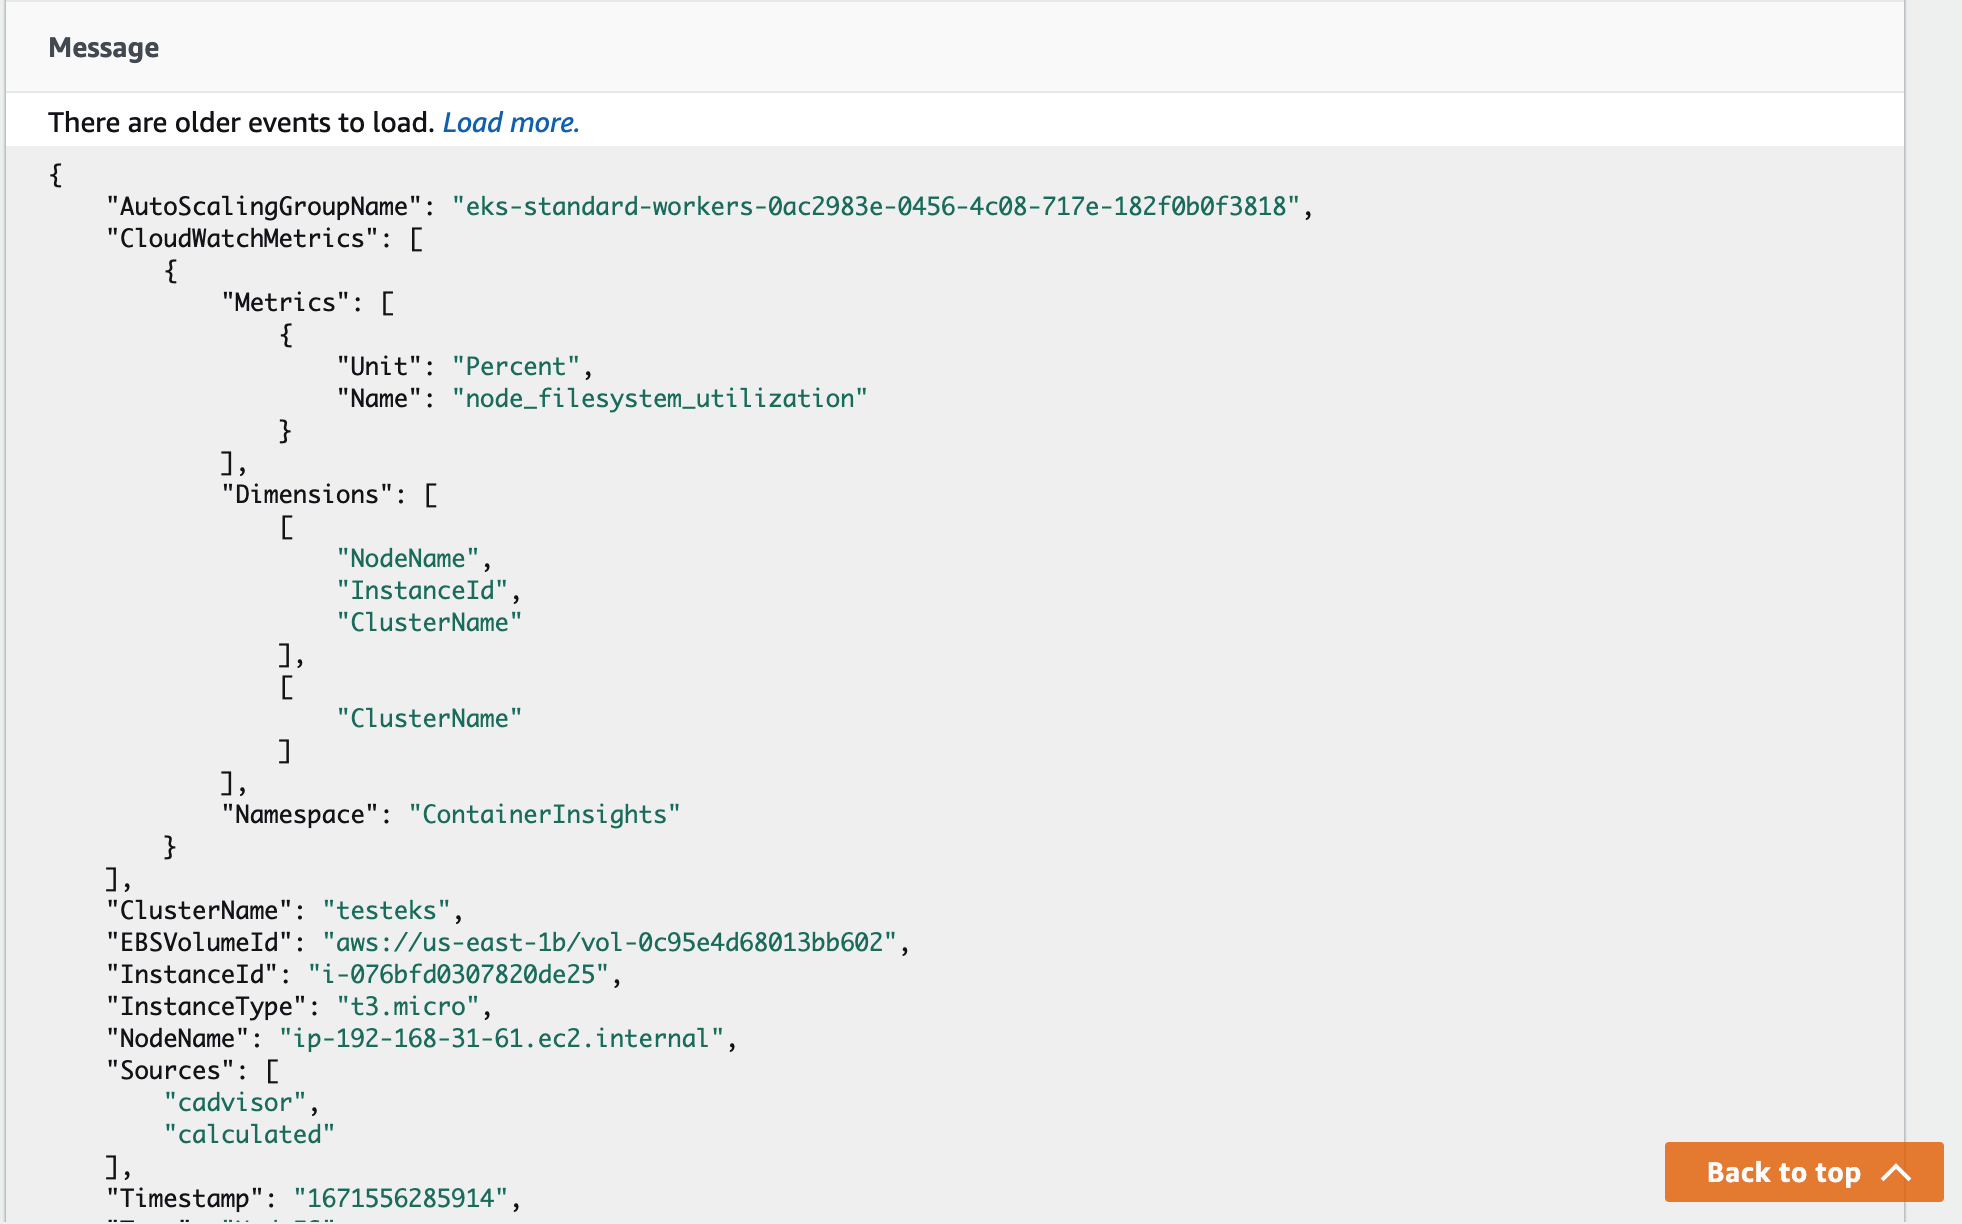 Message
There are older events to load. Load more.
{
    "AutoScalingGroupName": "eks-standard-workers-0ac2983e-0456-4c08-717e-182f0b0f3818",
    "CloudWatchMetrics": [
        {
            "Metrics": [
                {
                    "Unit": "Percent",
                    "Name": "node_filesystem_utilization"
                }
            ],
            "Dimensions": [
                [
                    "NodeName",
                    "InstanceId",
                    "ClusterName"
                ],
                [
                    "ClusterName"
                ]
            ],
            "Namespace": "ContainerInsights"
        }
    ],
    "ClusterName": "testeks",
    "EBSVolumeId": "aws://us-east-1b/vol-0c95e4d68013bb602",
    "InstanceId": "i-076bfd0307820de25",
    "InstanceType": "t3.micro",
    "NodeName": "ip-192-168-31-61.ec2.internal",
    "Sources": [
        "cadvisor",
        "calculated"
    ],
    "Timestamp": "1671556285914",
Back to top